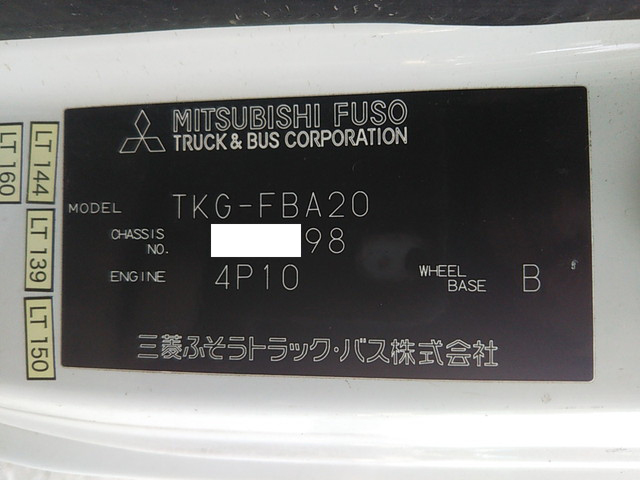 MITSUBISHI FUSO
TRUCK & BUS CORPORATION
MODEL TKG-FBA20
CHASSIS NO. 98
ENGINE 4P10 WHEEL BASE B
三菱ふそうトラック・バス株式会社
LT 160
LT 144
LT 139
LT 150